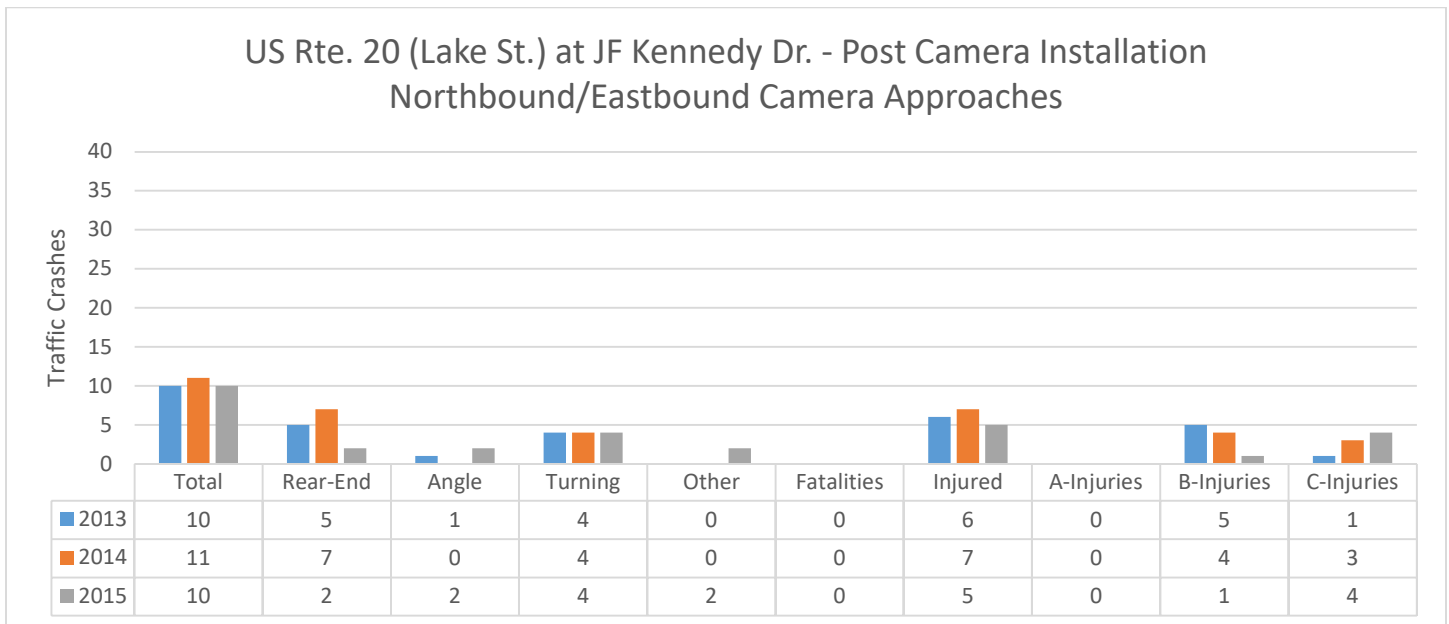 US Rte. 20 (Lake St.) at JF Kennedy Dr. - Post Camera Installation
Northbound/Eastbound Camera Approaches
Traffic Crashes
40
35
30
25
20
15
10
5
0
Total Rear-End Angle Turning Other Fatalities Injured A-Injuries B-Injuries C-Injuries
2013 10 5 1 4 0 0 6 0 5 1
2014 11 7 0 4 0 0 7 0 4 3
2015 10 2 2 4 2 0 5 0 1 4